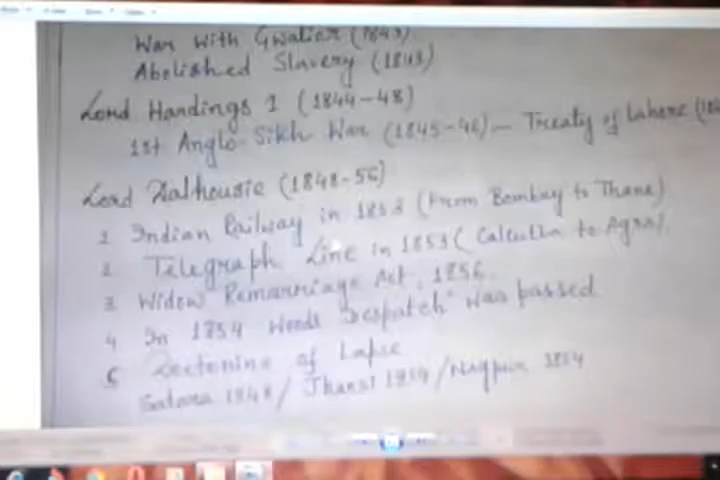 War with Gwalior (1843)
Abolished Slavery (1843)
Lord Hardings 1 (1844-48)
1st Anglo-Sikh War (1845-46) - Treaty of Lahore
Lord Dalhousie (1848-56)
1 Indian Railway in 1853 (From Bombay to Thane)
2 Telegraph Line in 1853 (Calcutta to Agra)
3 Widow Remarriage Act, 1856
4 In 1854 Woods Despatch was passed
5 Doctorine of Lapse
Satara 1848 / Jhansi 1854 / Nagpur 1854